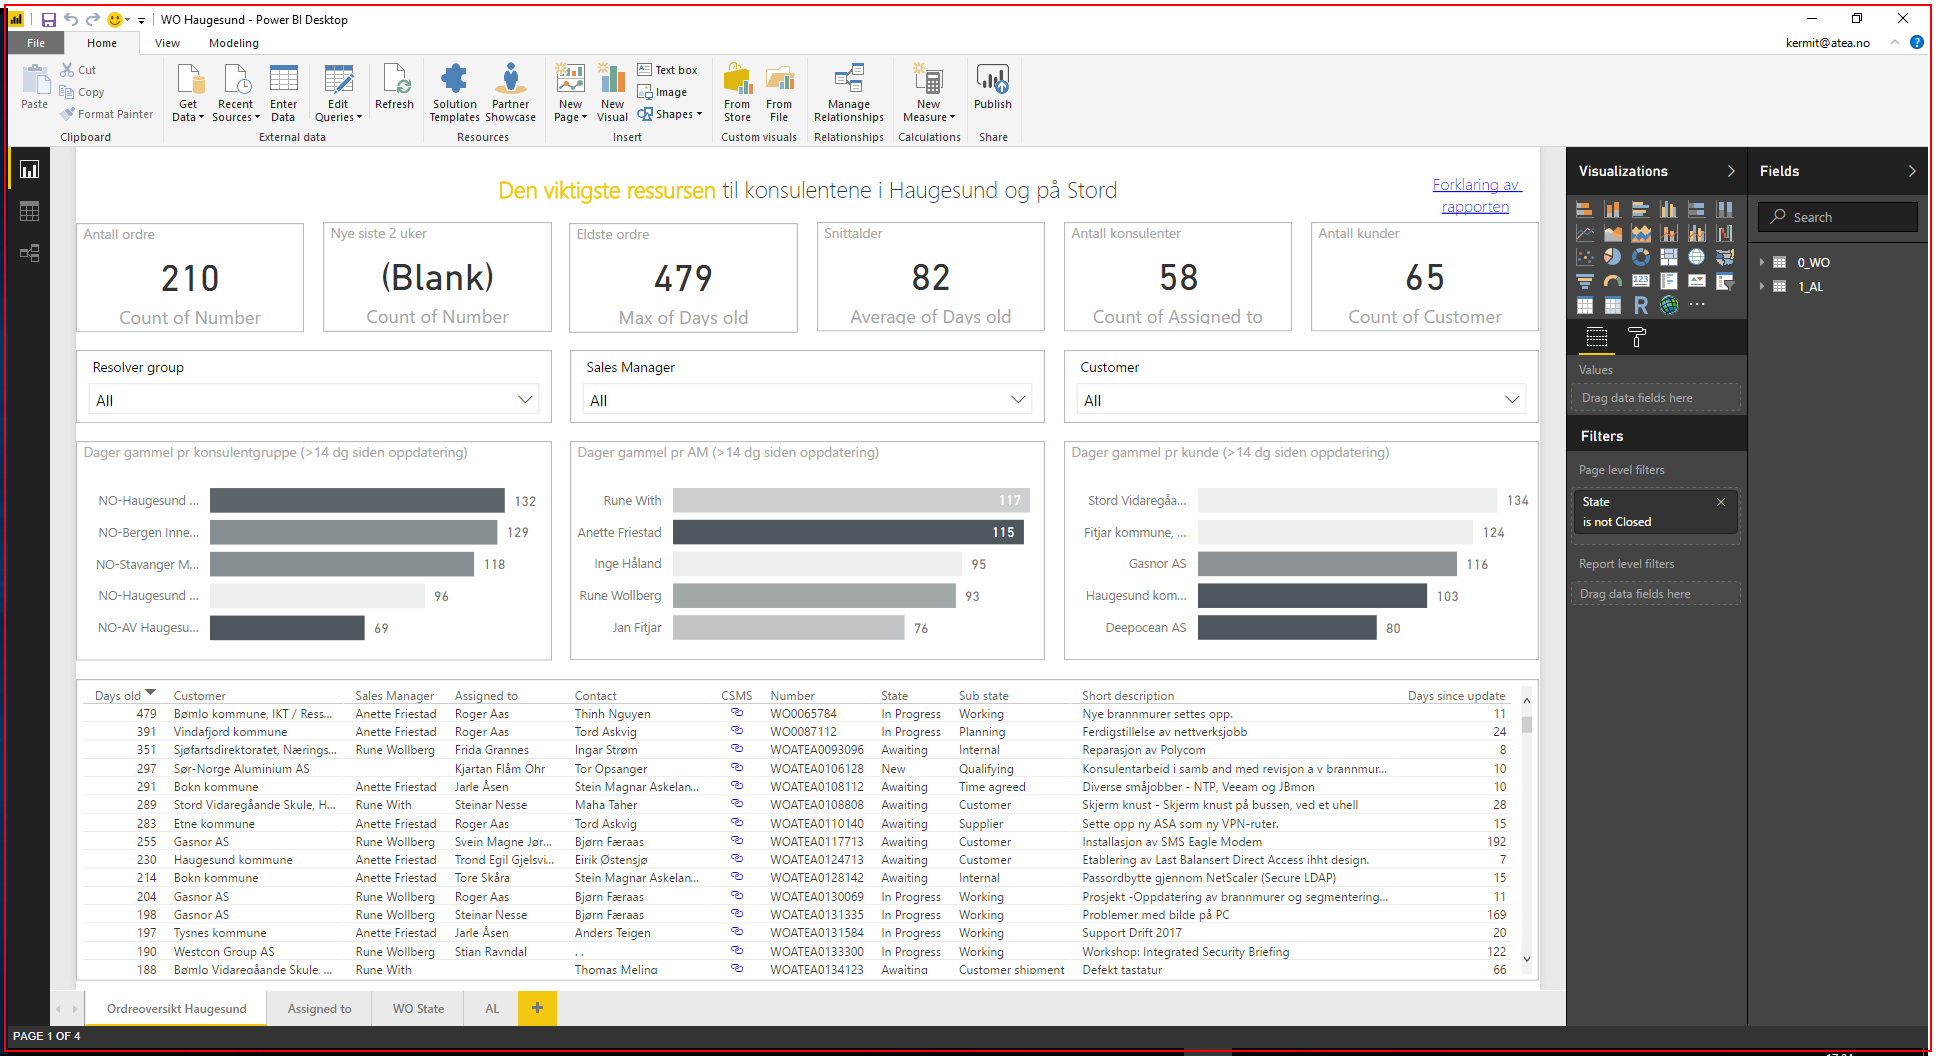 WO Haugesund - Power BI Desktop
File Home View Modeling
kermit@atea.no
Paste
Cut
Copy
Format Painter
Clipboard
Get Data
Recent Sources
Enter Data
Edit Queries
Refresh
External data
Solution Templates
Partner Showcase
Resources
New Page
New Visual
Text box
Image
Shapes
Insert
From Store
From File
Custom visuals
Manage Relationships
Relationships
New Measure
Calculations
Publish
Share
Den viktigste ressursen til konsulentene i Haugesund og på Stord
Forklaring av
rapporten
Antall ordre
210
Count of Number
Nye siste 2 uker
(Blank)
Count of Number
Eldste ordre
479
Max of Days old
Snittalder
82
Average of Days old
Antall konsulenter
58
Count of Assigned to
Antall kunder
65
Count of Customer
Resolver group
All
Sales Manager
All
Customer
All
Dager gammel pr konsulentgruppe (>14 dg siden oppdatering)
NO-Haugesund ... 132
NO-Bergen Inne... 129
NO-Stavanger M... 118
NO-Haugesund ... 96
NO-AV Haugesu... 69
Dager gammel pr AM (>14 dg siden oppdatering)
Rune With 117
Anette Friestad 115
Inge Håland 95
Rune Wollberg 93
Jan Fitjar 76
Dager gammel pr kunde (>14 dg siden oppdatering)
Stord Vidaregåa... 134
Fitjar kommune, ... 124
Gasnor AS 116
Haugesund kom... 103
Deepocean AS 80
Days old Customer Sales Manager Assigned to Contact CSMS Number State Sub state Short description Days since update
479 Bømlo kommune, IKT / Ress... Anette Friestad Roger Aas Thinh Nguyen WO0065784 In Progress Working Nye brannmurer settes opp. 11
391 Vindafjord kommune Anette Friestad Roger Aas Tord Askvig WO0087112 In Progress Planning Ferdigstillelse av nettverksjobb 24
351 Sjøfartsdirektoratet, Nærings... Rune Wollberg Frida Grannes Ingar Strøm WOATEA0093096 Awaiting Internal Reparasjon av Polycom 8
297 Sør-Norge Aluminium AS Kjartan Flåm Ohr Tor Opsanger WOATEA0106128 New Qualifying Konsulentarbeid i samb and med revisjon a v brannmur... 10
291 Bokn kommune Anette Friestad Jarle Åsen Stein Magnar Askelan... WOATEA0108112 Awaiting Time agreed Diverse småjobber - NTP, Veeam og JBmon 10
289 Stord Vidaregåande Skule, H... Rune With Steinar Nesse Maha Taher WOATEA0108808 Awaiting Customer Skjerm knust - Skjerm knust på bussen, ved et uhell 28
283 Etne kommune Anette Friestad Roger Aas Tord Askvig WOATEA0110140 Awaiting Supplier Sette opp ny ASA som ny VPN-ruter. 15
255 Gasnor AS Rune Wollberg Svein Magne Jør... Bjørn Færaas WOATEA0117713 Awaiting Customer Installasjon av SMS Eagle Modem 192
230 Haugesund kommune Anette Friestad Trond Egil Gjelsvi... Eirik Østensjø WOATEA0124713 Awaiting Customer Etablering av Last Balansert Direct Access ihht design. 7
214 Bokn kommune Anette Friestad Tore Skåra Stein Magnar Askelan... WOATEA0128142 Awaiting Internal Passordbytte gjennom NetScaler (Secure LDAP) 15
204 Gasnor AS Rune Wollberg Roger Aas Bjørn Færaas WOATEA0130069 In Progress Working Prosjekt -Oppdatering av brannmurer og segmentering... 11
198 Gasnor AS Rune Wollberg Steinar Nesse Bjørn Færaas WOATEA0131335 In Progress Working Problemer med bilde på PC 169
197 Tysnes kommune Anette Friestad Jarle Åsen Anders Teigen WOATEA0131584 In Progress Working Support Drift 2017 20
190 Westcon Group AS Rune Wollberg Stian Ravndal . . WOATEA0133300 In Progress Working Workshop: Integrated Security Briefing 122
188 Bømlo Vidaregåande Skule, ... Rune With Thomas Meling WOATEA0134123 Awaiting Customer shipment Defekt tastatur 66
Ordreoversikt Haugesund Assigned to WO State AL +
PAGE 1 OF 4
Visualizations
123
R
Values
Drag data fields here
Filters
Page level filters
State
is not Closed
Report level filters
Drag data fields here
Fields
Search
0_WO
1_AL